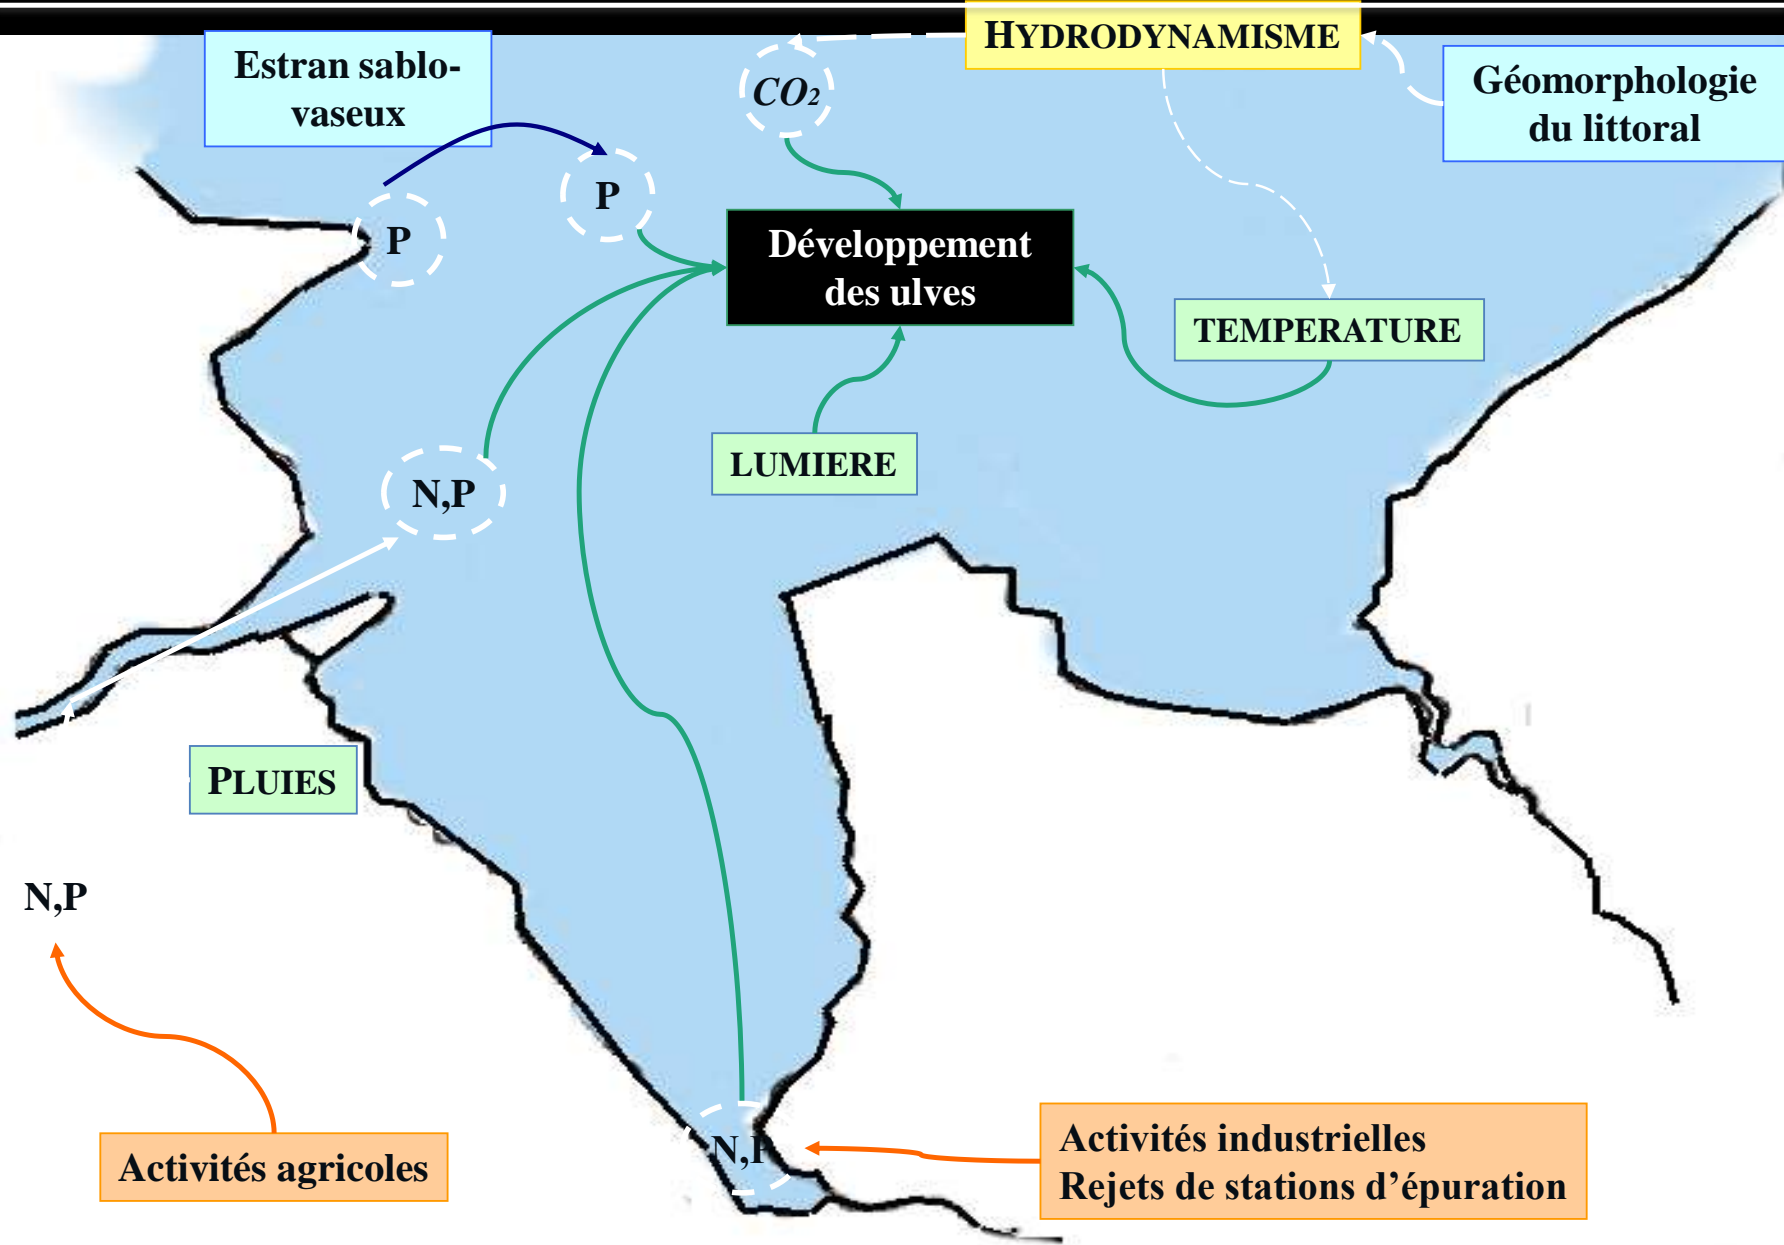 HYDRODYNAMISME
Estran sablo-
vaseux
CO₂
Géomorphologie
du littoral
P
P
Développement
des ulves
TEMPERATURE
LUMIERE
N,P
PLUIES
N,P
Activités agricoles
N,P
Activités industrielles
Rejets de stations d’épuration